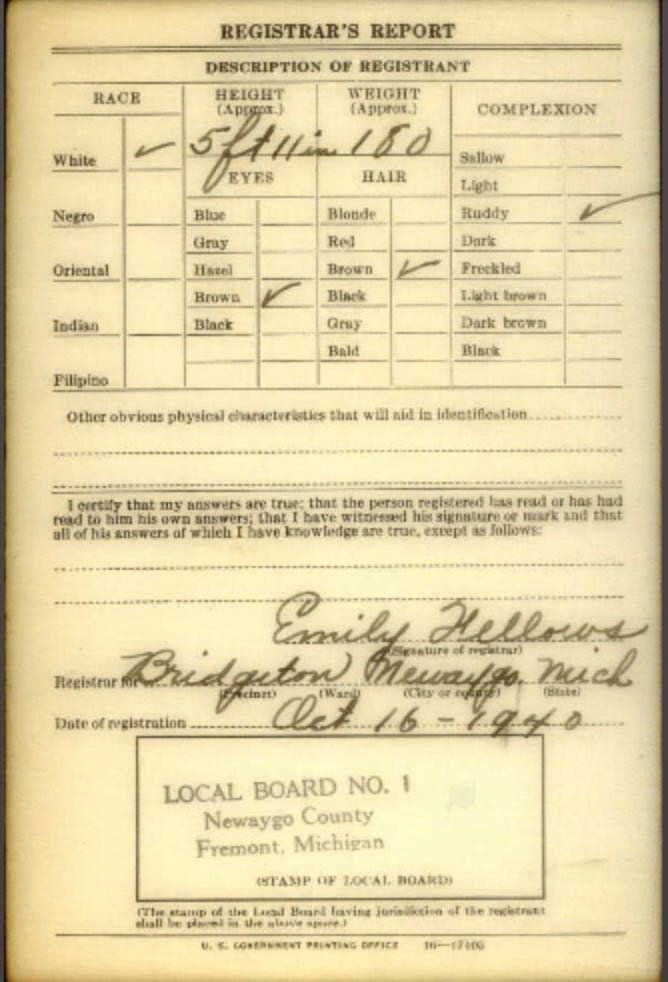 REGISTRAR'S REPORT
DESCRIPTION OF REGISTRANT
RACE
HEIGHT (Approx.)
WEIGHT (Approx.)
COMPLEXION
White ✓
5 ft 11 in
180
Sallow
EYES
HAIR
Light
Negro
Blue
Blonde
Ruddy ✓
Gray
Red
Dark
Oriental
Hazel
Brown ✓
Freckled
Brown ✓
Black
Light brown
Indian
Black
Gray
Dark brown
Bald
Black
Filipino
Other obvious physical characteristics that will aid in identification
I certify that my answers are true; that the person registered has read or has had
read to him his own answers; that I have witnessed his signature or mark and that
all of his answers of which I have knowledge are true, except as follows:
Emily Fellows
(Signature of registrar)
Registrar for Bridgeton Newaygo, Mich
(Precinct) (Ward) (City or county) (State)
Date of registration Oct 16 - 1940
LOCAL BOARD NO. 1
Newaygo County
Fremont, Michigan
(STAMP OF LOCAL BOARD)
(The stamp of the Local Board having jurisdiction of the registrant
shall be placed in the above space.)
U. S. GOVERNMENT PRINTING OFFICE